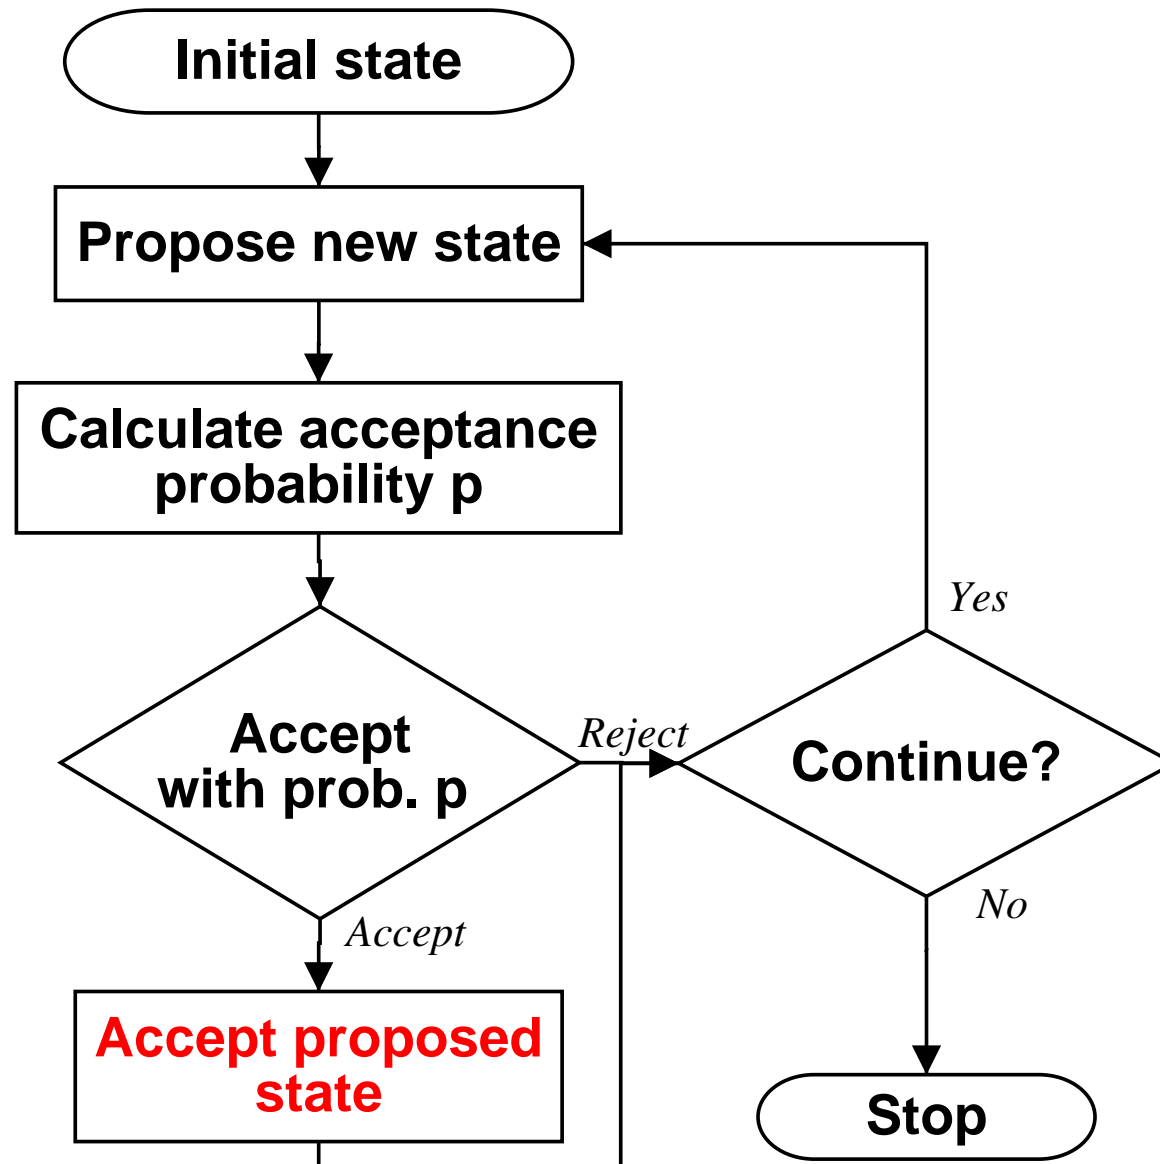 Initial state
Propose new state
Calculate acceptance
probability p
Accept
with prob. p
Reject
Accept
Accept proposed
state
Continue?
Yes
No
Stop